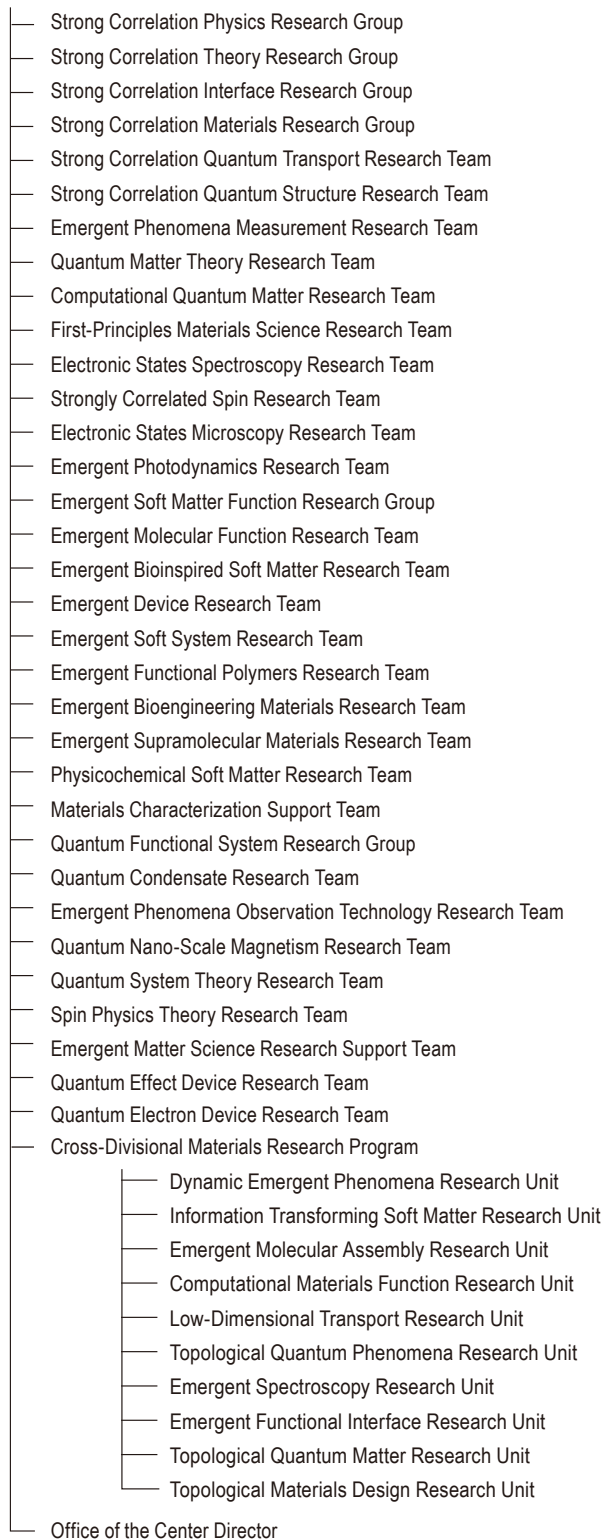 Strong Correlation Physics Research Group
Strong Correlation Theory Research Group
Strong Correlation Interface Research Group
Strong Correlation Materials Research Group
Strong Correlation Quantum Transport Research Team
Strong Correlation Quantum Structure Research Team
Emergent Phenomena Measurement Research Team
Quantum Matter Theory Research Team
Computational Quantum Matter Research Team
First-Principles Materials Science Research Team
Electronic States Spectroscopy Research Team
Strongly Correlated Spin Research Team
Electronic States Microscopy Research Team
Emergent Photodynamics Research Team
Emergent Soft Matter Function Research Group
Emergent Molecular Function Research Team
Emergent Bioinspired Soft Matter Research Team
Emergent Device Research Team
Emergent Soft System Research Team
Emergent Functional Polymers Research Team
Emergent Bioengineering Materials Research Team
Emergent Supramolecular Materials Research Team
Physicochemical Soft Matter Research Team
Materials Characterization Support Team
Quantum Functional System Research Group
Quantum Condensate Research Team
Emergent Phenomena Observation Technology Research Team
Quantum Nano-Scale Magnetism Research Team
Quantum System Theory Research Team
Spin Physics Theory Research Team
Emergent Matter Science Research Support Team
Quantum Effect Device Research Team
Quantum Electron Device Research Team
Cross-Divisional Materials Research Program
Dynamic Emergent Phenomena Research Unit
Information Transforming Soft Matter Research Unit
Emergent Molecular Assembly Research Unit
Computational Materials Function Research Unit
Low-Dimensional Transport Research Unit
Topological Quantum Phenomena Research Unit
Emergent Spectroscopy Research Unit
Emergent Functional Interface Research Unit
Topological Quantum Matter Research Unit
Topological Materials Design Research Unit
Office of the Center Director